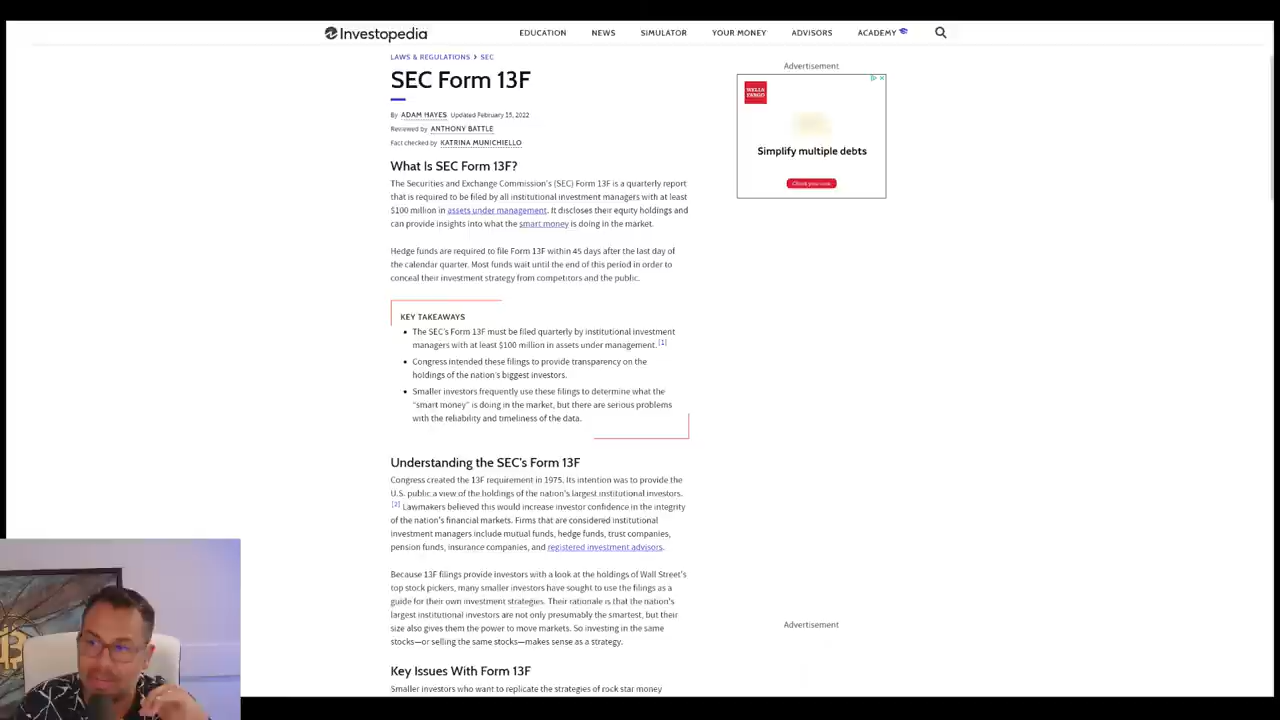 Investopedia
EDUCATION NEWS SIMULATOR YOUR MONEY ADVISORS ACADEMY
LAWS & REGULATIONS › SEC
SEC Form 13F
By ADAM HAYES Updated February 15, 2022
Reviewed by ANTHONY BATTLE
Fact checked by KATRINA MUNICHIELLO
What Is SEC Form 13F?
The Securities and Exchange Commission's (SEC) Form 13F is a quarterly report
that is required to be filed by all institutional investment managers with at least
$100 million in assets under management. It discloses their equity holdings and
can provide insights into what the smart money is doing in the market.
Hedge funds are required to file Form 13F within 45 days after the last day of
the calendar quarter. Most funds wait until the end of this period in order to
conceal their investment strategy from competitors and the public.
KEY TAKEAWAYS
• The SEC's Form 13F must be filed quarterly by institutional investment
managers with at least $100 million in assets under management. [1]
• Congress intended these filings to provide transparency on the
holdings of the nation's biggest investors.
• Smaller investors frequently use these filings to determine what the
“smart money” is doing in the market, but there are serious problems
with the reliability and timeliness of the data.
Understanding the SEC's Form 13F
Congress created the 13F requirement in 1975. Its intention was to provide the
U.S. public a view of the holdings of the nation's largest institutional investors.
[2] Lawmakers believed this would increase investor confidence in the integrity
of the nation's financial markets. Firms that are considered institutional
investment managers include mutual funds, hedge funds, trust companies,
pension funds, insurance companies, and registered investment advisors.
Because 13F filings provide investors with a look at the holdings of Wall Street's
top stock pickers, many smaller investors have sought to use the filings as a
guide for their own investment strategies. Their rationale is that the nation's
largest institutional investors are not only presumably the smartest, but their
size also gives them the power to move markets. So investing in the same
stocks—or selling the same stocks—makes sense as a strategy.
Key Issues With Form 13F
Smaller investors who want to replicate the strategies of rock star money
Advertisement
WELLS
FARGO
Simplify multiple debts
Advertisement